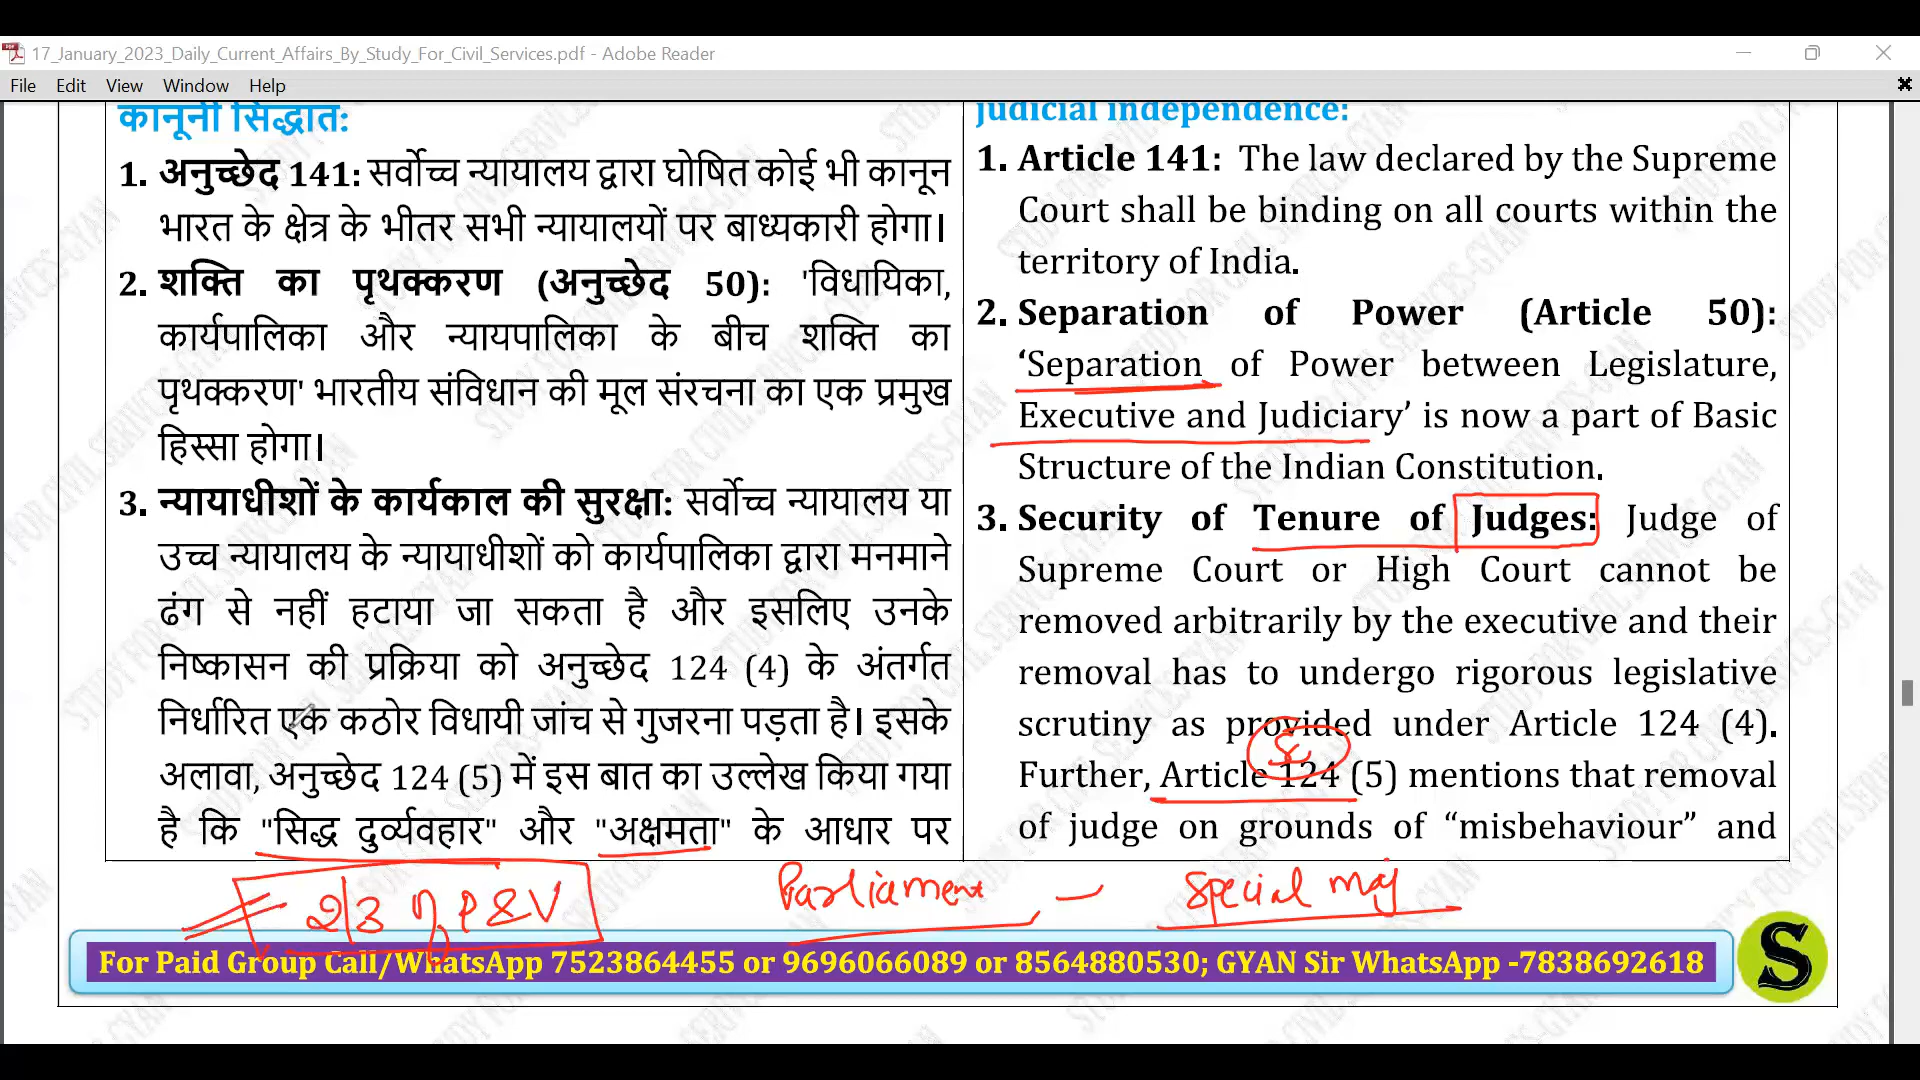 17_January_2023_Daily_Current_Affairs_By_Study_For_Civil_Services.pdf - Adobe Reader
File Edit View Window Help
कानूनी सिद्धांत:
1. अनुच्छेद 141: सर्वोच्च न्यायालय द्वारा घोषित कोई भी कानून
भारत के क्षेत्र के भीतर सभी न्यायालयों पर बाध्यकारी होगा।
2. शक्ति का पृथक्करण (अनुच्छेद 50): 'विधायिका,
कार्यपालिका और न्यायपालिका के बीच शक्ति का
पृथक्करण' भारतीय संविधान की मूल संरचना का एक प्रमुख
हिस्सा होगा।
3. न्यायाधीशों के कार्यकाल की सुरक्षा: सर्वोच्च न्यायालय या
उच्च न्यायालय के न्यायाधीशों को कार्यपालिका द्वारा मनमाने
ढंग से नहीं हटाया जा सकता है और इसलिए उनके
निष्कासन की प्रक्रिया को अनुच्छेद 124 (4) के अंतर्गत
निर्धारित एक कठोर विधायी जांच से गुजरना पड़ता है। इसके
अलावा, अनुच्छेद 124 (5) में इस बात का उल्लेख किया गया
है कि "सिद्ध दुर्व्यवहार" और "अक्षमता" के आधार पर
judicial independence:
1. Article 141: The law declared by the Supreme
Court shall be binding on all courts within the
territory of India.
2. Separation of Power (Article 50):
‘Separation of Power between Legislature,
Executive and Judiciary’ is now a part of Basic
Structure of the Indian Constitution.
3. Security of Tenure of Judges: Judge of
Supreme Court or High Court cannot be
removed arbitrarily by the executive and their
removal has to undergo rigorous legislative
scrutiny as provided under Article 124 (4).
Further, Article 124 (5) mentions that removal
of judge on grounds of “misbehaviour” and
2/3 of P & V
Parliament - Special maj
For Paid Group Call/WhatsApp 7523864455 or 9696066089 or 8564880530; GYAN Sir WhatsApp -7838692618
S